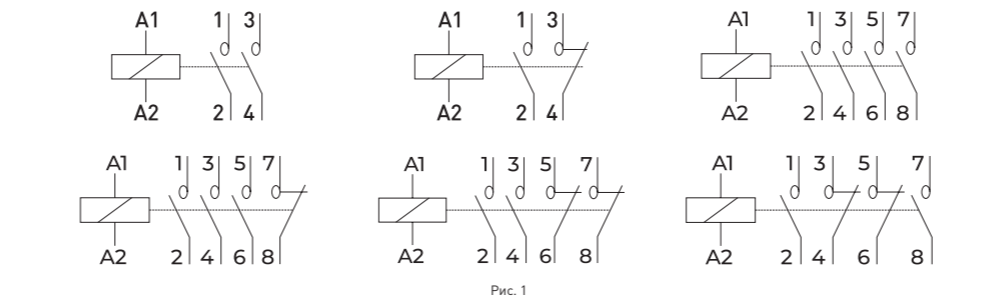 A1 1 3 A1 1 3 A1 1 3 5 7
A2 2 4 A2 2 4 A2 2 4 6 8
A1 1 3 5 7 A1 1 3 5 7 A1 1 3 5 7
A2 2 4 6 8 A2 2 4 6 8 A2 2 4 6 8
Рис. 1